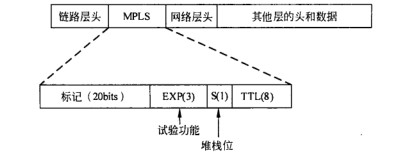 链路层头 MPLS 网络层头 其他层的头和数据
标记（20bits） EXP(3) S(1) TTL(8)
试验功能
堆栈位